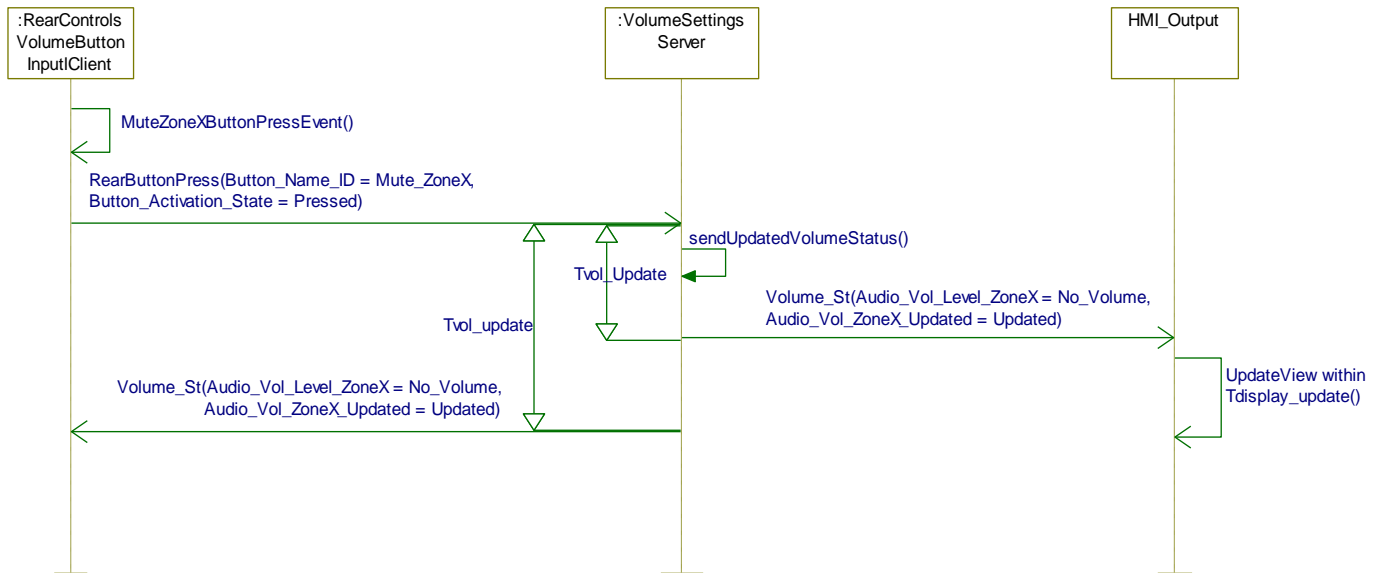 :RearControls
VolumeButton
InputlClient
:VolumeSettings
Server
HMI_Output
MuteZoneXButtonPressEvent()
RearButtonPress(Button_Name_ID = Mute_ZoneX,
Button_Activation_State = Pressed)
sendUpdatedVolumeStatus()
Tvol_Update
Volume_St(Audio_Vol_Level_ZoneX = No_Volume,
Audio_Vol_ZoneX_Updated = Updated)
Tvol_update
UpdateView within
Tdisplay_update()
Volume_St(Audio_Vol_Level_ZoneX = No_Volume,
Audio_Vol_ZoneX_Updated = Updated)